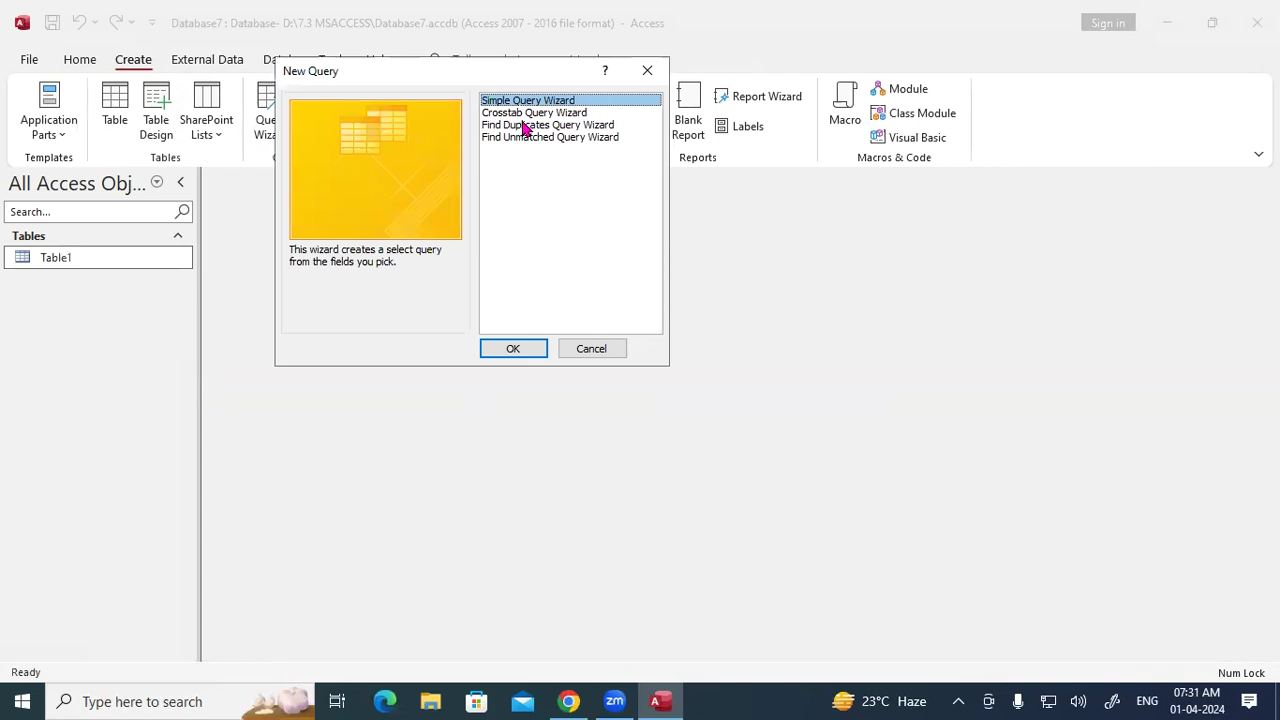 Database7 : Database- D:\7.3 MSACCESS\Database7.accdb (Access 2007 - 2016 file format) - Access
Sign in
File Home Create External Data
Application Parts
Table
Table Design
SharePoint Lists
Templates
Tables
New Query
?
Simple Query Wizard
Crosstab Query Wizard
Find Duplicates Query Wizard
Find Unmatched Query Wizard
This wizard creates a select query
from the fields you pick.
OK Cancel
Blank Report
Report Wizard
Labels
Reports
Macro
Module
Class Module
Visual Basic
Macros & Code
All Access Obj...
Search...
Tables
Table1
Ready
Num Lock
Type here to search
zm
23°C Haze
ENG
07:31 AM
01-04-2024